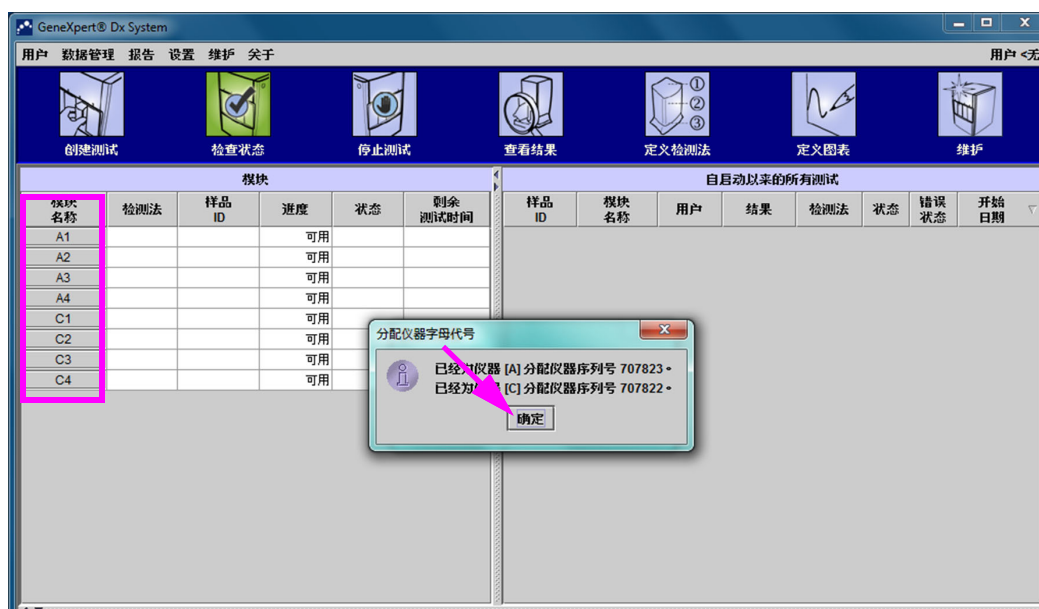 GeneXpert® Dx System
用户 数据管理 报告 设置 维护 关于
用户 <无
创建测试 检查状态 停止测试 查看结果 定义检测法 定义图表 维护
模块
模块名称 检测法 样品ID 进度 状态 剩余测试时间
A1 可用
A2 可用
A3 可用
A4 可用
C1 可用
C2 可用
C3 可用
C4 可用
自启动以来的所有测试
样品ID 模块名称 用户 结果 检测法 状态 错误状态 开始日期
分配仪器字母代号
已经为仪器 [A] 分配仪器序列号 707823。
已经为仪器 [C] 分配仪器序列号 707822。
确定